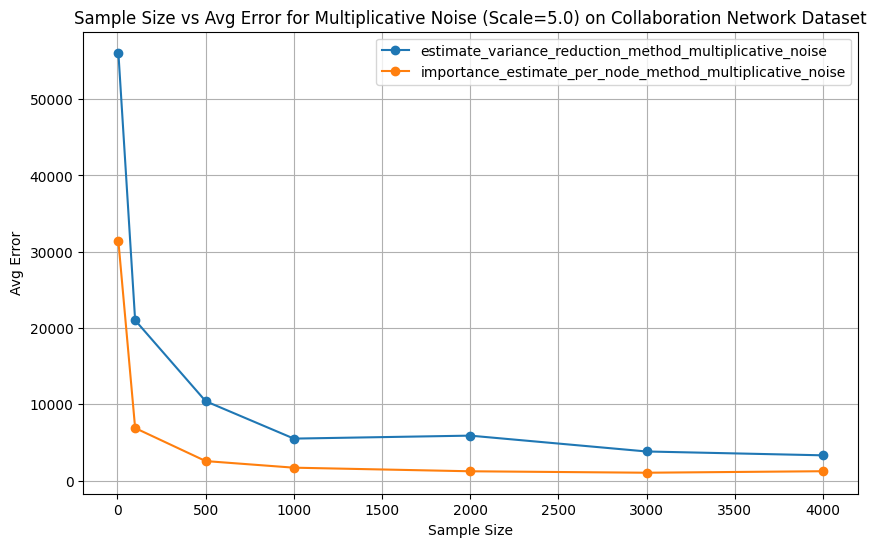 Sample Size vs Avg Error for Multiplicative Noise (Scale=5.0) on Collaboration Network Dataset
estimate_variance_reduction_method_multiplicative_noise
importance_estimate_per_node_method_multiplicative_noise
Avg Error
50000
40000
30000
20000
10000
0
0 500 1000 1500 2000 2500 3000 3500 4000
Sample Size